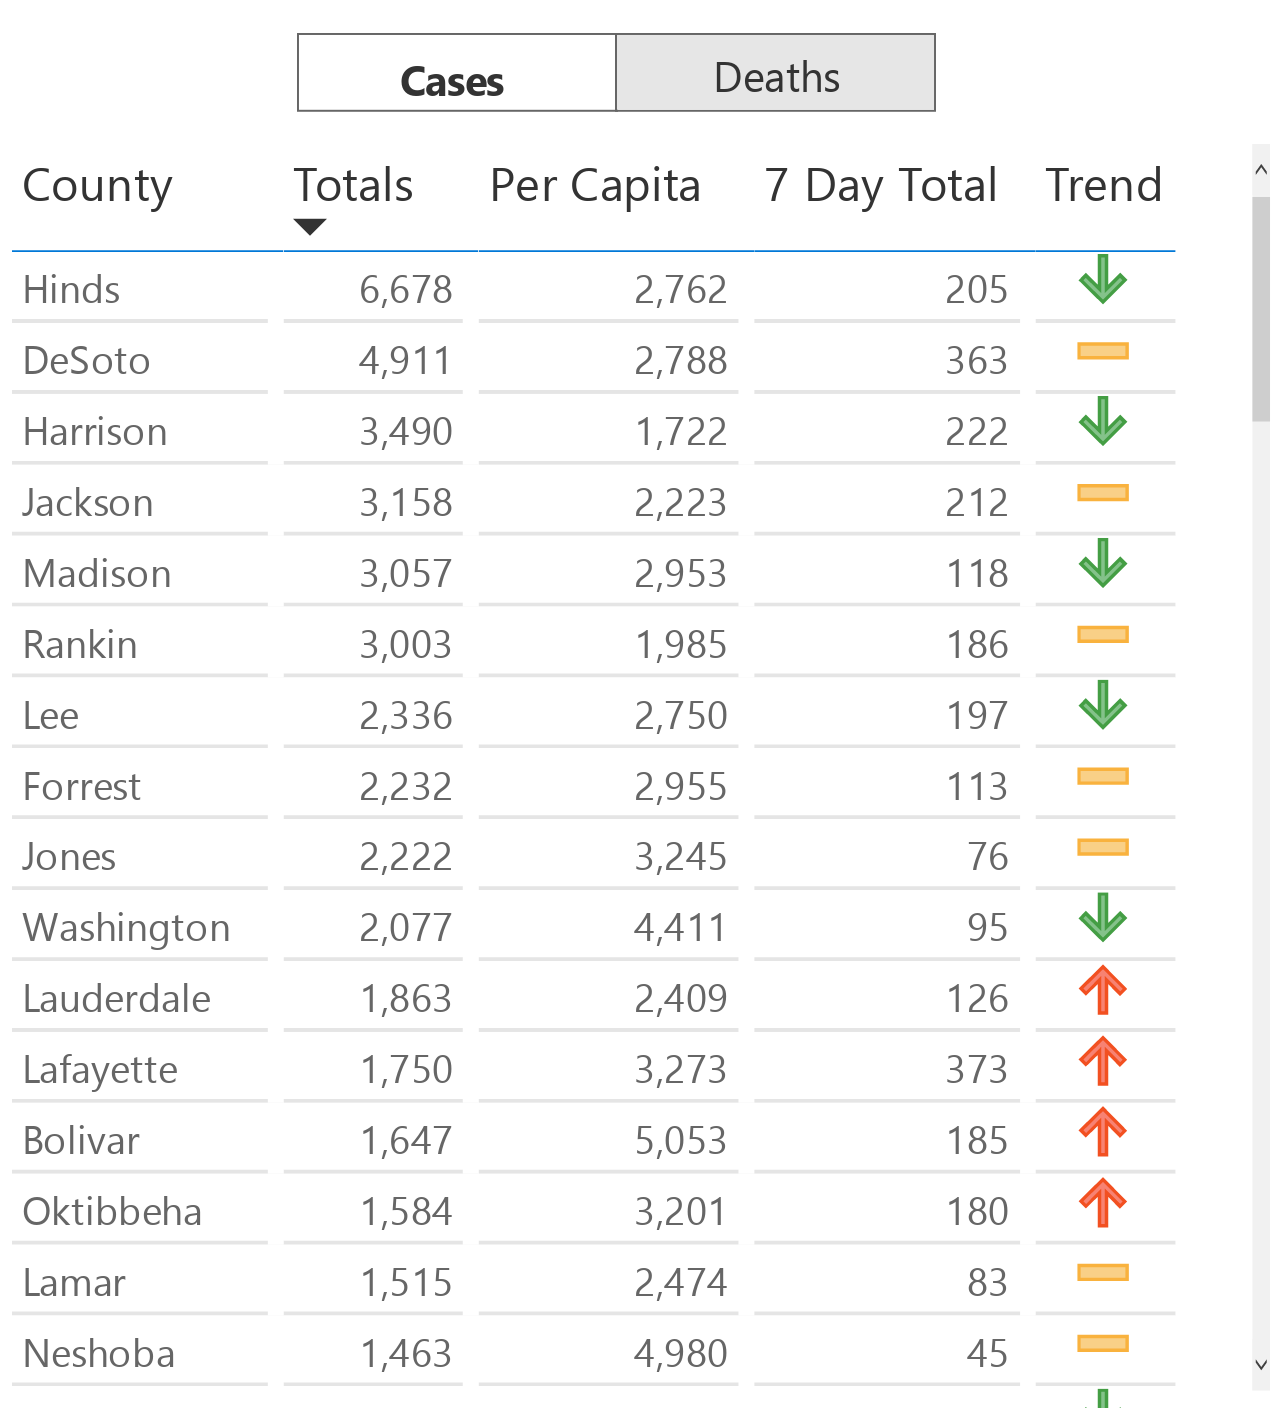 Cases Deaths
County Totals Per Capita 7 Day Total Trend
Hinds 6,678 2,762 205
DeSoto 4,911 2,788 363
Harrison 3,490 1,722 222
Jackson 3,158 2,223 212
Madison 3,057 2,953 118
Rankin 3,003 1,985 186
Lee 2,336 2,750 197
Forrest 2,232 2,955 113
Jones 2,222 3,245 76
Washington 2,077 4,411 95
Lauderdale 1,863 2,409 126
Lafayette 1,750 3,273 373
Bolivar 1,647 5,053 185
Oktibbeha 1,584 3,201 180
Lamar 1,515 2,474 83
Neshoba 1,463 4,980 45